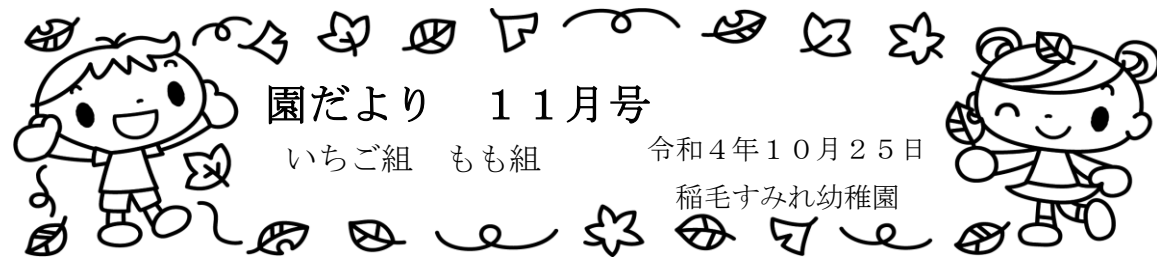 園だより　１１月号
いちご組　もも組
令和４年１０月２５日
稲毛すみれ幼稚園